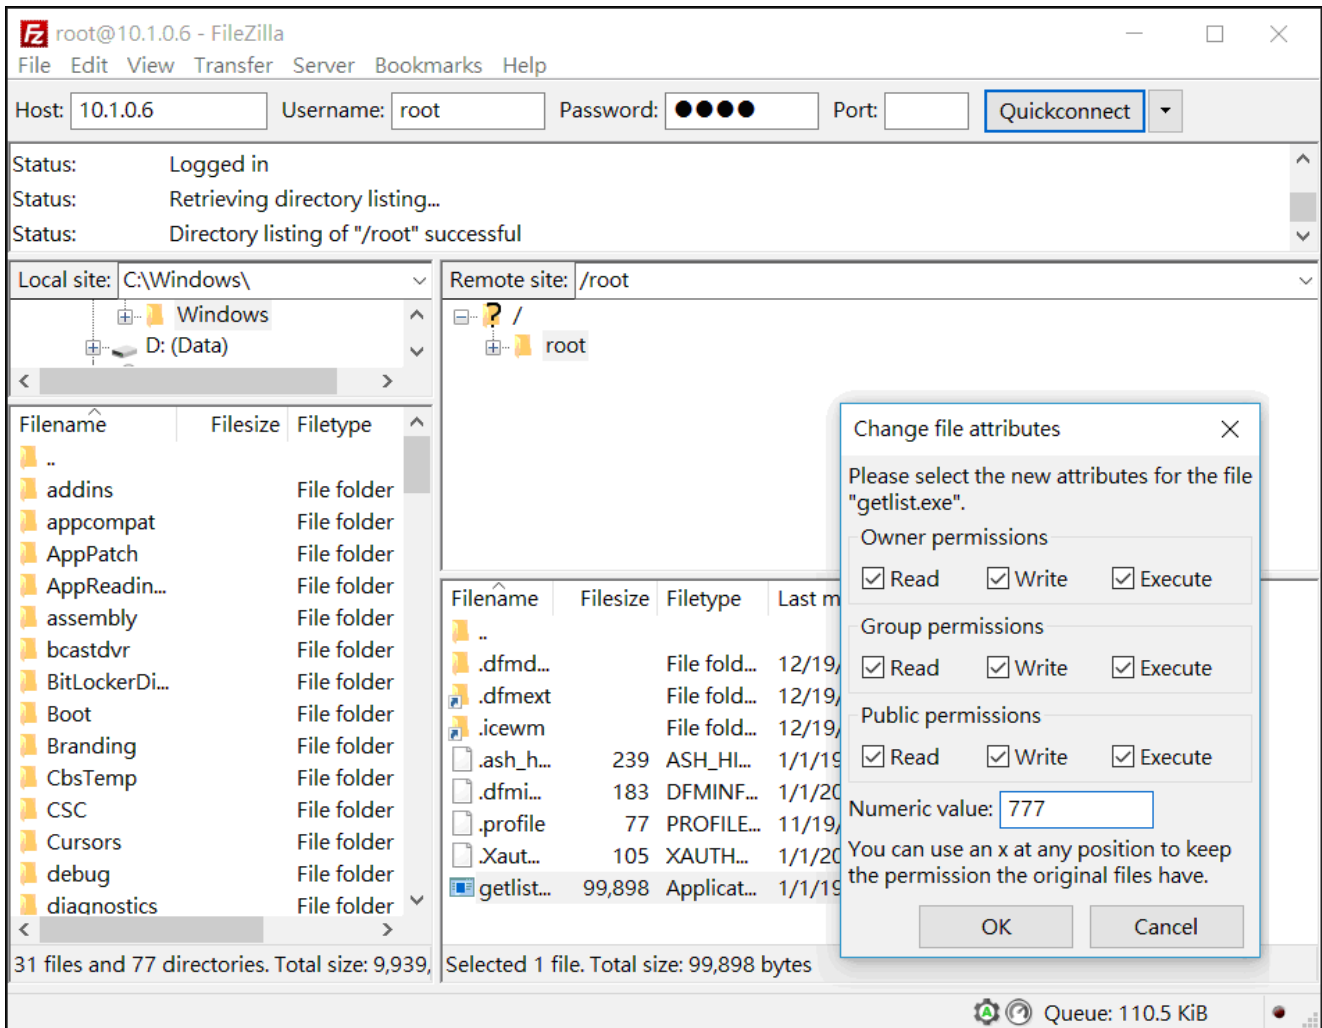 root@10.1.0.6 - FileZilla
File Edit View Transfer Server Bookmarks Help
Host: 10.1.0.6 Username: root Password: ●●●● Port: Quickconnect
Status: Logged in
Status: Retrieving directory listing...
Status: Directory listing of "/root" successful
Local site: C:\Windows\
Windows
D: (Data)
Filename Filesize Filetype
..
addins File folder
appcompat File folder
AppPatch File folder
AppReadin... File folder
assembly File folder
bcastdvr File folder
BitLockerDi... File folder
Boot File folder
Branding File folder
CbsTemp File folder
CSC File folder
Cursors File folder
debug File folder
diagnostics File folder
31 files and 77 directories. Total size: 9,939,
Remote site: /root
? /
root
Filename Filesize Filetype Last m
..
.dfmd... File fold... 12/19/
.dfmext File fold... 12/19/
.icewm File fold... 12/19/
.ash_h... 239 ASH_HI... 1/1/19
.dfmi... 183 DFMINF... 1/1/20
.profile 77 PROFILE... 11/19/
.Xaut... 105 XAUTH... 1/1/20
getlist... 99,898 Applicat... 1/1/19
Selected 1 file. Total size: 99,898 bytes
Change file attributes
Please select the new attributes for the file
"getlist.exe".
Owner permissions
Read Write Execute
Group permissions
Read Write Execute
Public permissions
Read Write Execute
Numeric value: 777
You can use an x at any position to keep
the permission the original files have.
OK Cancel
Queue: 110.5 KiB